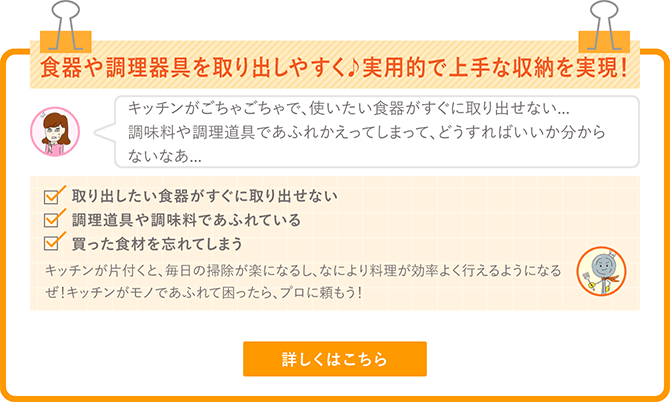 食器や調理器具を取り出しやすく♪実用的で上手な収納を実現！
キッチンがごちゃごちゃで、使いたい食器がすぐに取り出せない…
調味料や調理道具であふれかえってしまって、どうすればいいか分から
ないなあ…
取り出したい食器がすぐに取り出せない
調理道具や調味料であふれている
買った食材を忘れてしまう
キッチンが片付くと、毎日の掃除が楽になるし、なにより料理が効率よく行えるようになる
ぜ！キッチンがモノであふれて困ったら、プロに頼もう！
詳しくはこちら